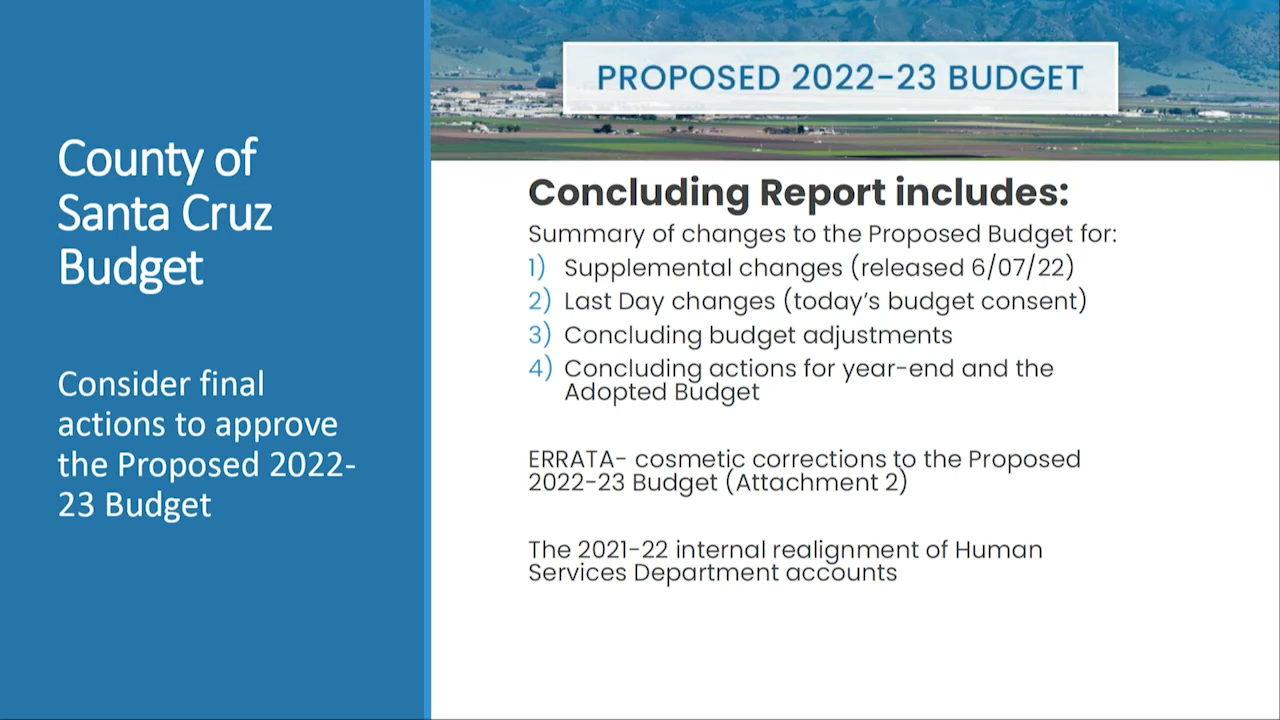 County of
Santa Cruz
Budget
Consider final
actions to approve
the Proposed 2022-
23 Budget
PROPOSED 2022-23 BUDGET
Concluding Report includes:
Summary of changes to the Proposed Budget for:
1) Supplemental changes (released 6/07/22)
2) Last Day changes (today's budget consent)
3) Concluding budget adjustments
4) Concluding actions for year-end and the
Adopted Budget
ERRATA- cosmetic corrections to the Proposed
2022-23 Budget (Attachment 2)
The 2021-22 internal realignment of Human
Services Department accounts